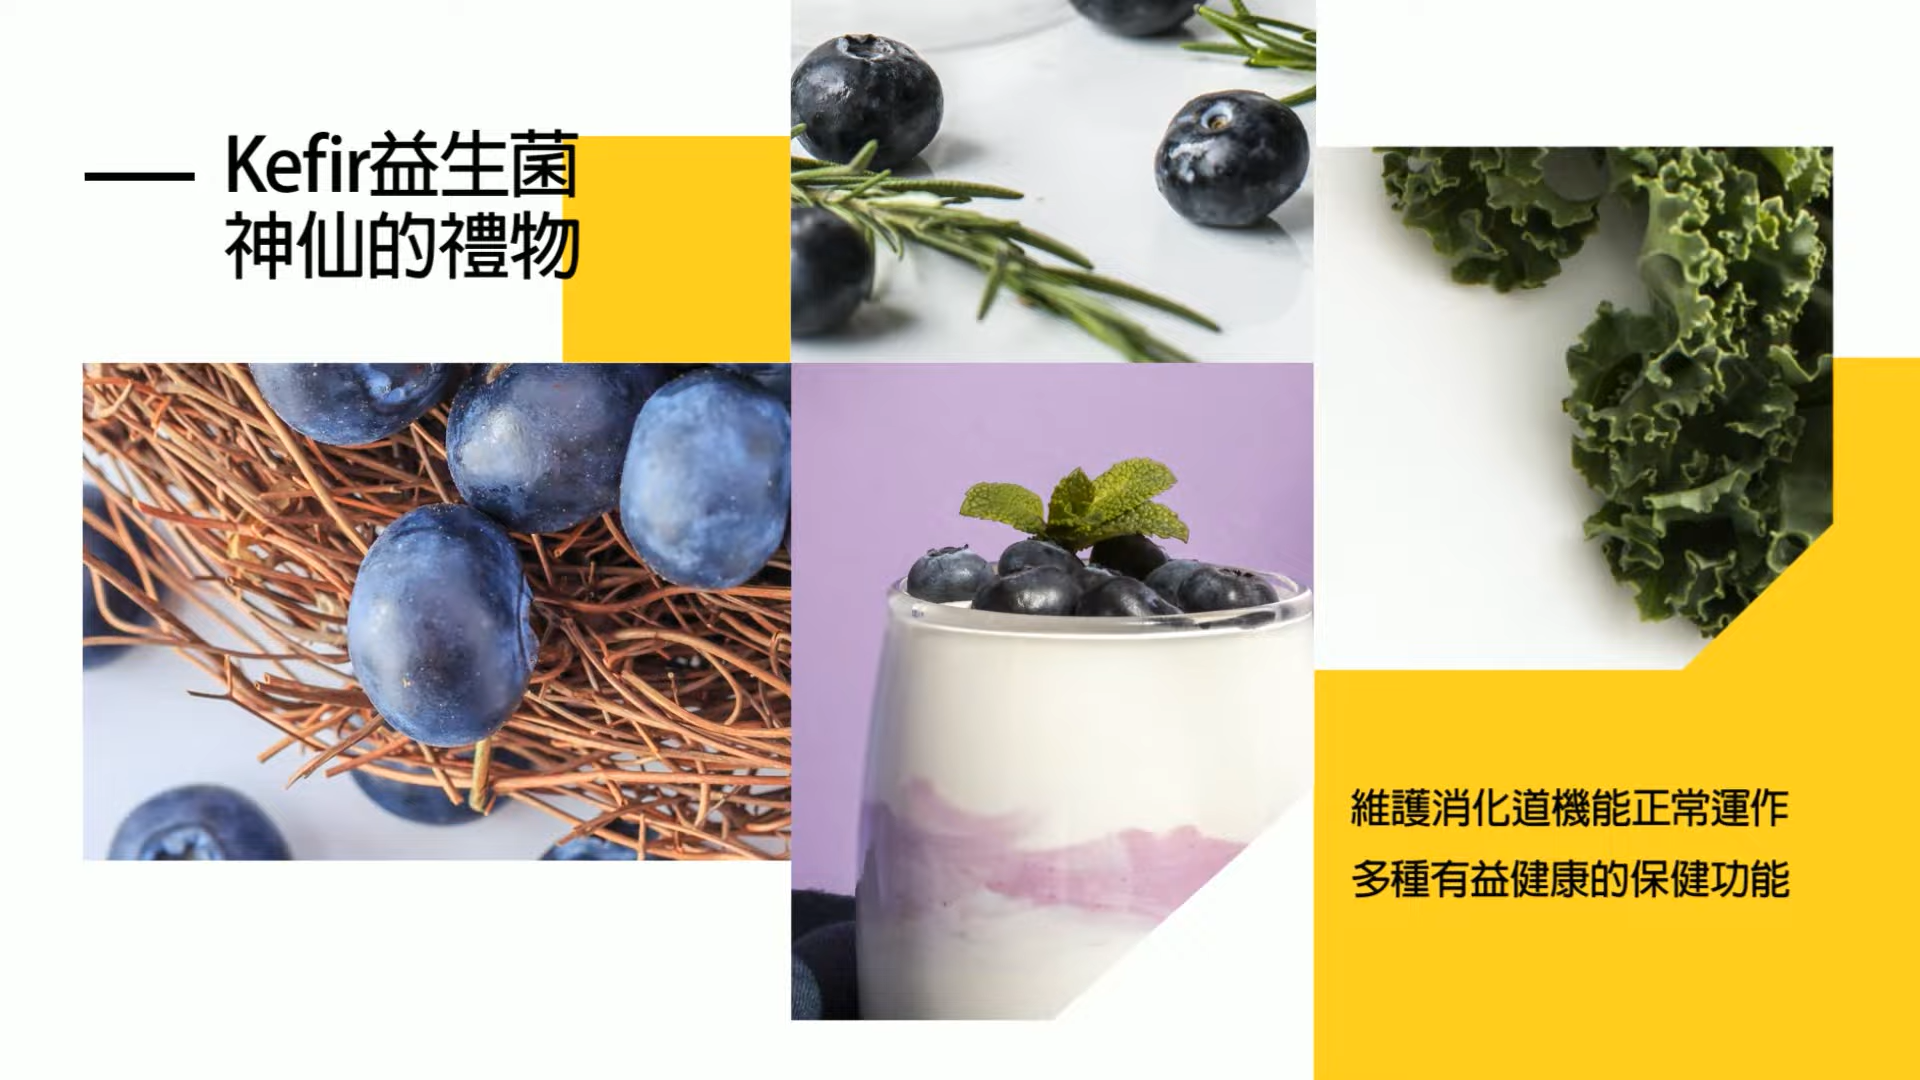 Kefir益生菌
神仙的禮物
維護消化道機能正常運作
多種有益健康的保健功能